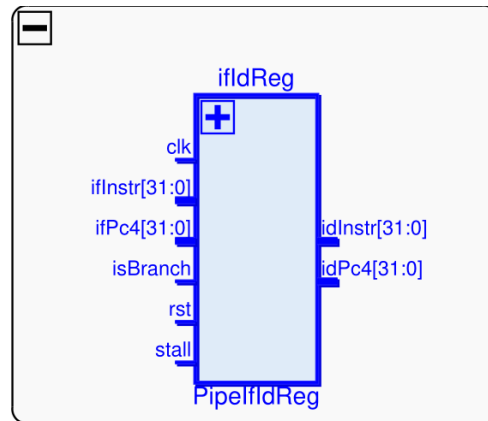 ifIdReg
clk
ifInstr[31:0]
ifPc4[31:0]
isBranch
rst
stall
idInstr[31:0]
idPc4[31:0]
PipeIfIdReg